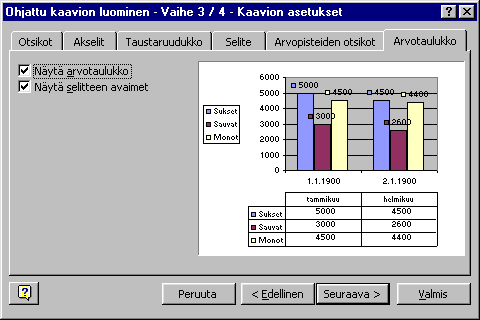 Ohjattu kaavion luominen - Vaihe 3 / 4 - Kaavion asetukset
Otsikot Akselit Taustaruudukko Selite Arvopisteiden otsikot Arvotaulukko
Näytä arvotaulukko
Näytä selitteen avaimet
Sukset
Sauvat
Monot
6000
5000
4000
3000
2000
1000
0
5000 4500 4500 4400
3000 2600
1.1.1900 2.1.1900
tammikuu helmikuu
Sukset 5000 4500
Sauvat 3000 2600
Monot 4500 4400
? Peruuta < Edellinen Seuraava > Valmis